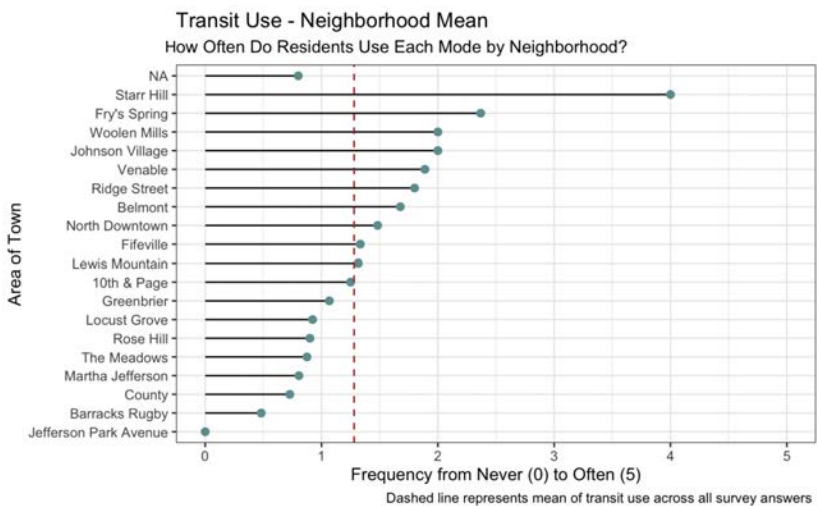 Transit Use - Neighborhood Mean
How Often Do Residents Use Each Mode by Neighborhood?
Area of Town
NA
Starr Hill
Fry's Spring
Woolen Mills
Johnson Village
Venable
Ridge Street
Belmont
North Downtown
Fifeville
Lewis Mountain
10th & Page
Greenbrier
Locust Grove
Rose Hill
The Meadows
Martha Jefferson
County
Barracks Rugby
Jefferson Park Avenue
0 1 2 3 4 5
Frequency from Never (0) to Often (5)
Dashed line represents mean of transit use across all survey answers